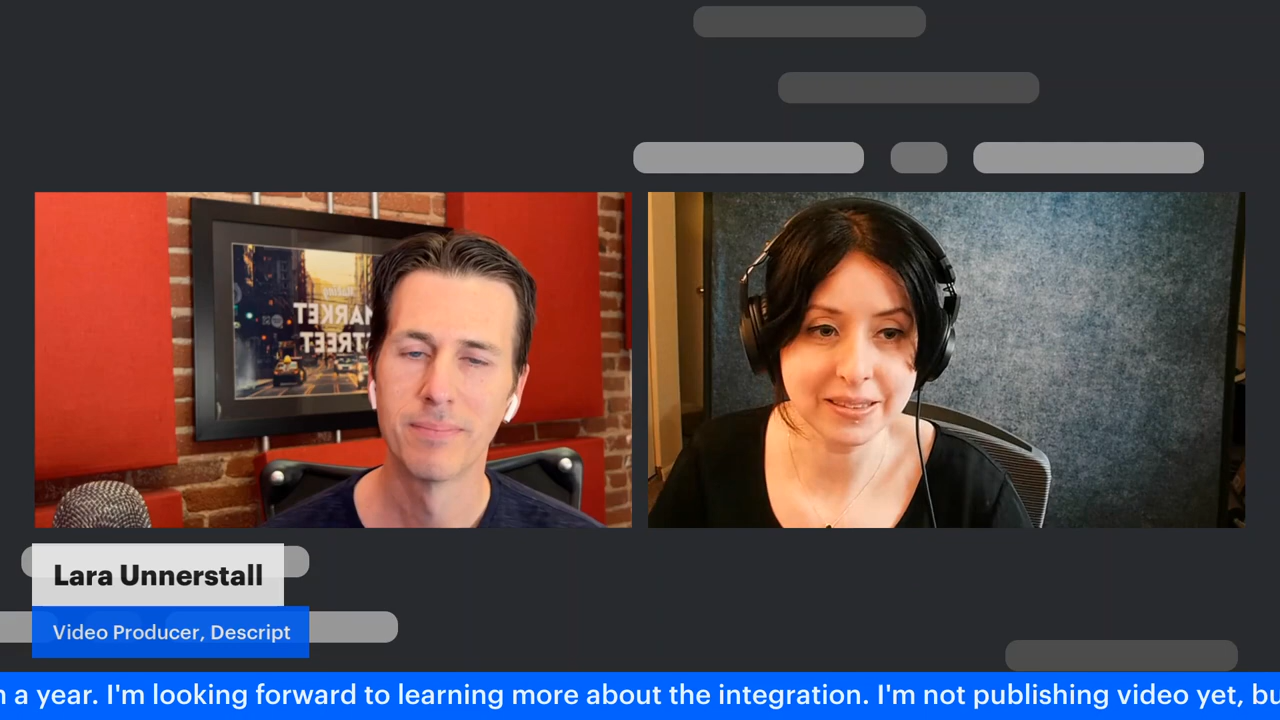 MARKET
STREET
Lara Unnerstall
Video Producer, Descript
a year. I'm looking forward to learning more about the integration. I'm not publishing video yet,